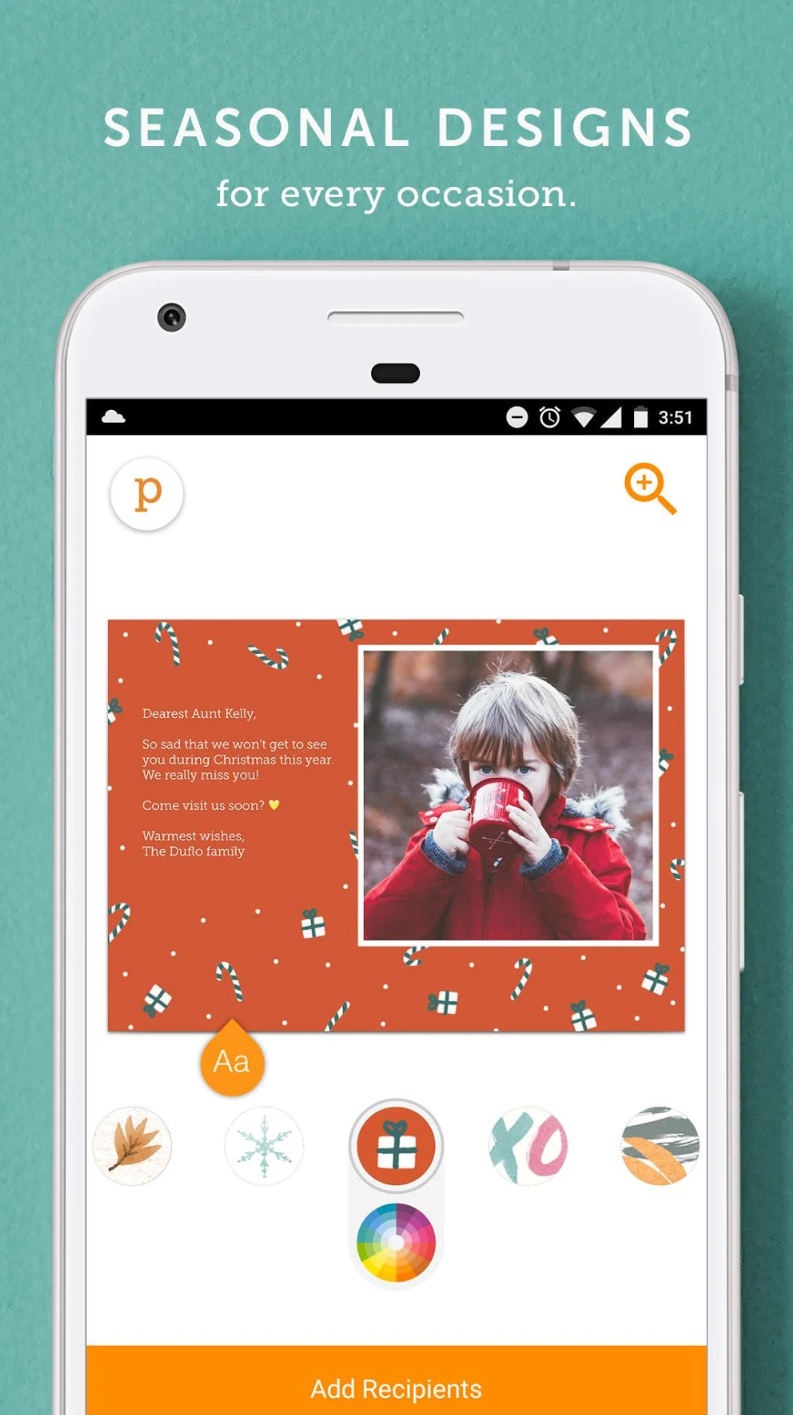 SEASONAL DESIGNS
for every occasion.
3:51
p
Dearest Aunt Kelly,
So sad that we won't get to see
you during Christmas this year.
We really miss you!
Come visit us soon? 💛
Warmest wishes,
The Duflo family
Aa
XO
Add Recipients